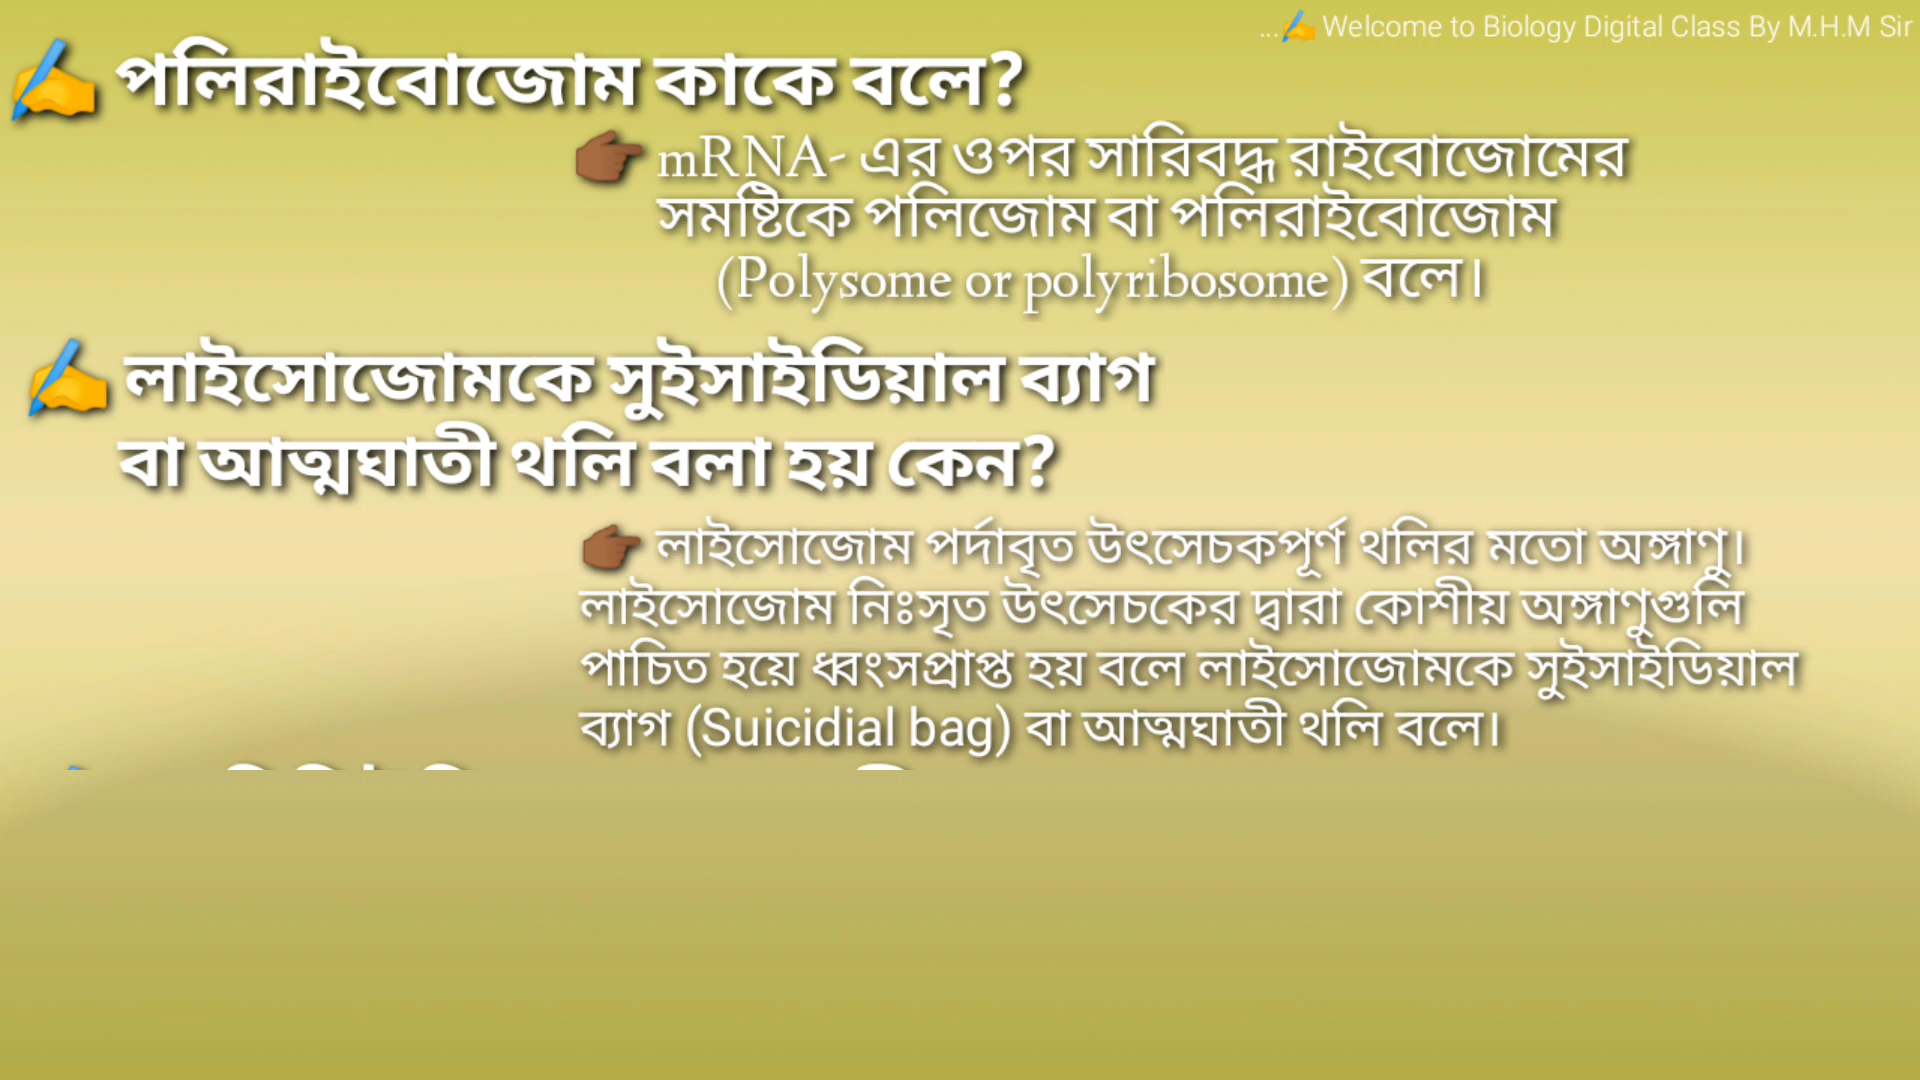 ...✍️ Welcome to Biology Digital Class By M.H.M Sir
✍️ পলিরাইবোজোম কাকে বলে?
👉🏾 mRNA- এর ওপর সারিবদ্ধ রাইবোজোমের
সমষ্টিকে পলিজোম বা পলিরাইবোজোম
(Polysome or polyribosome) বলে।
✍️ লাইসোজোমকে সুইসাইডিয়াল ব্যাগ
বা আত্মঘাতী থলি বলা হয় কেন?
👉🏾 লাইসোজোম পর্দাবৃত উৎসেচকপূর্ণ থলির মতো অঙ্গাণু।
লাইসোজোম নিঃসৃত উৎসেচকের দ্বারা কোশীয় অঙ্গাণুগুলি
পাচিত হয়ে ধ্বংসপ্রাপ্ত হয় বলে লাইসোজোমকে সুইসাইডিয়াল
ব্যাগ (Suicidial bag) বা আত্মঘাতী থলি বলে।